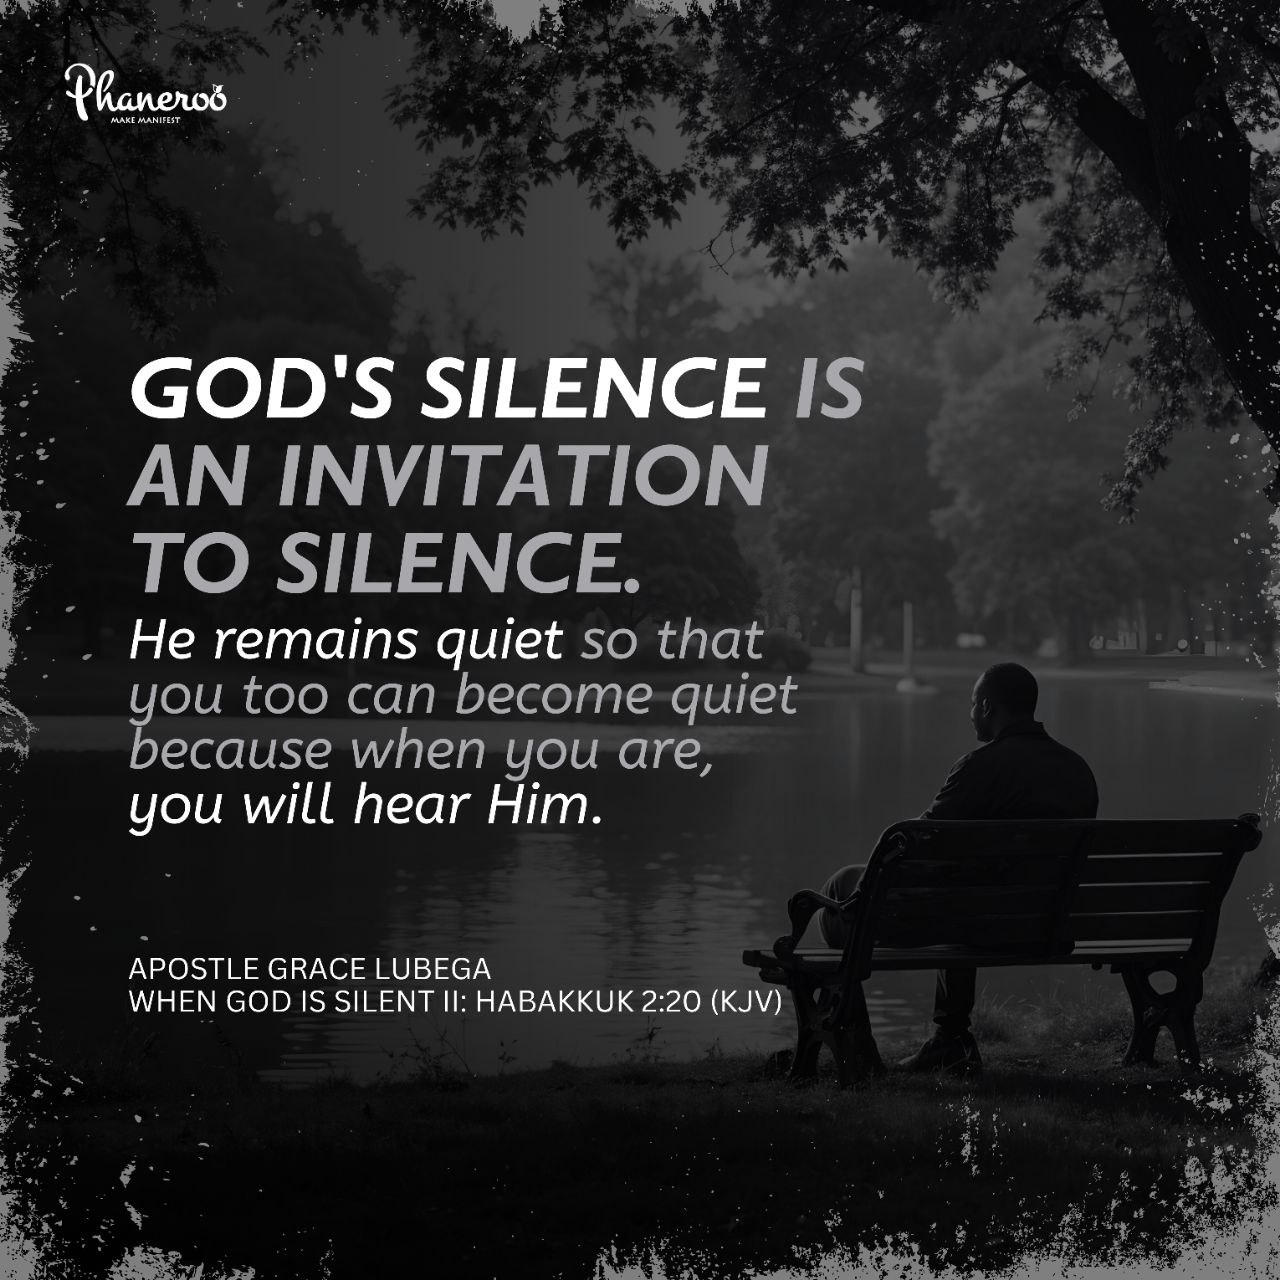 Phaneroo
MAKE MANIFEST
GOD'S SILENCE IS
AN INVITATION
TO SILENCE.
He remains quiet so that
you too can become quiet
because when you are,
you will hear Him.
APOSTLE GRACE LUBEGA
WHEN GOD IS SILENT II: HABAKKUK 2:20 (KJV)